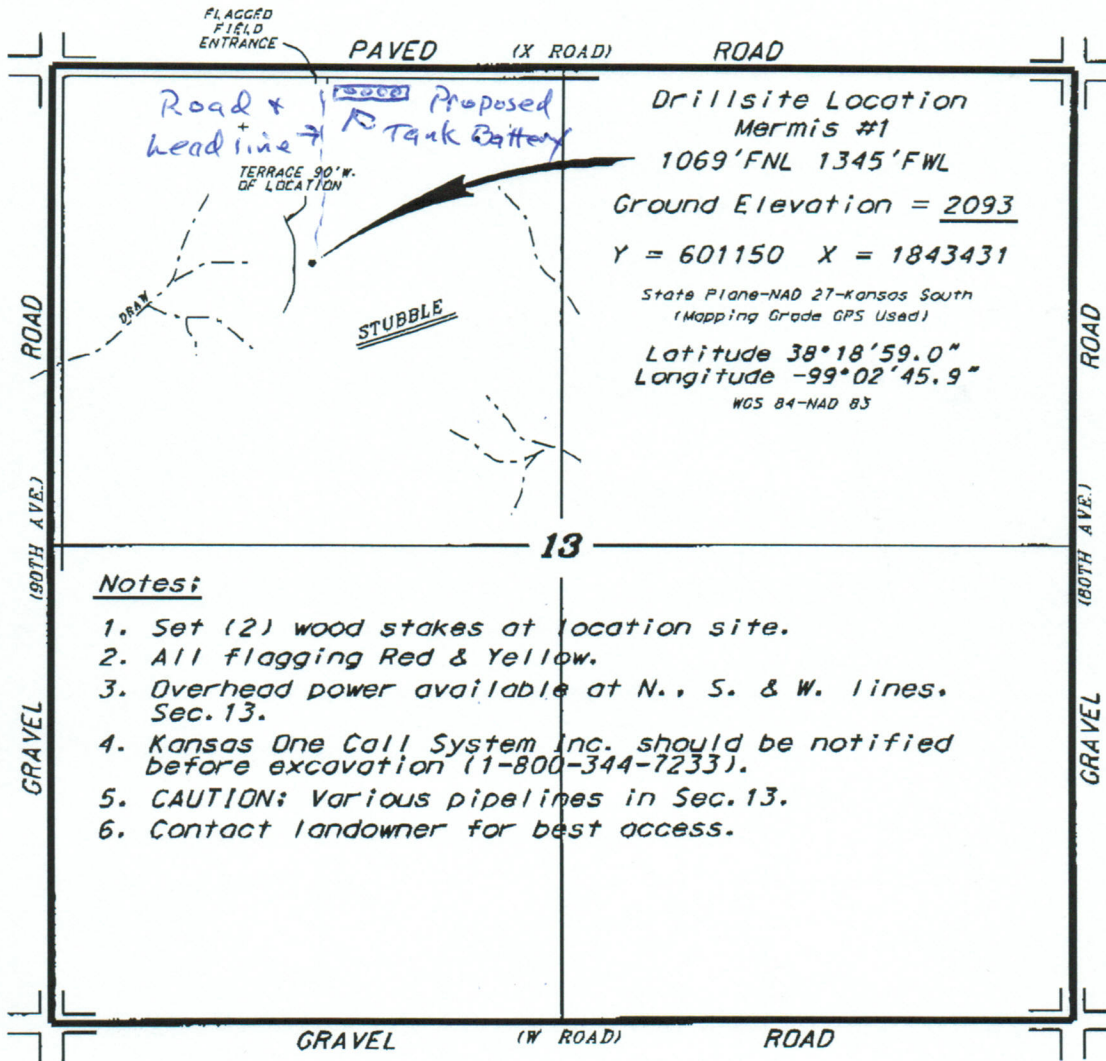 FLAGGED
FIELD
ENTRANCE
PAVED (X ROAD) ROAD
Road +
+
Lead line →
Proposed
Tank Battery
TERRACE 90'W.
OF LOCATION
Drillsite Location
Mermis #1
1069'FNL 1345'FWL
Ground Elevation = 2093
Y = 601150 X = 1843431
State Plane-NAD 27-Kansas South
(Mapping Grade GPS Used)
Latitude 38°18'59.0"
Longitude -99°02'45.9"
WGS 84-NAD 83
DRAW
STUBBLE
GRAVEL (90TH AVE.) ROAD
GRAVEL (80TH AVE.) ROAD
13
Notes:
1. Set (2) wood stakes at location site.
2. All flagging Red & Yellow.
3. Overhead power available at N., S. & W. lines,
Sec. 13.
4. Kansas One Call System Inc. should be notified
before excavation (1-800-344-7233).
5. CAUTION: Various pipelines in Sec. 13.
6. Contact landowner for best access.
GRAVEL (W ROAD) ROAD